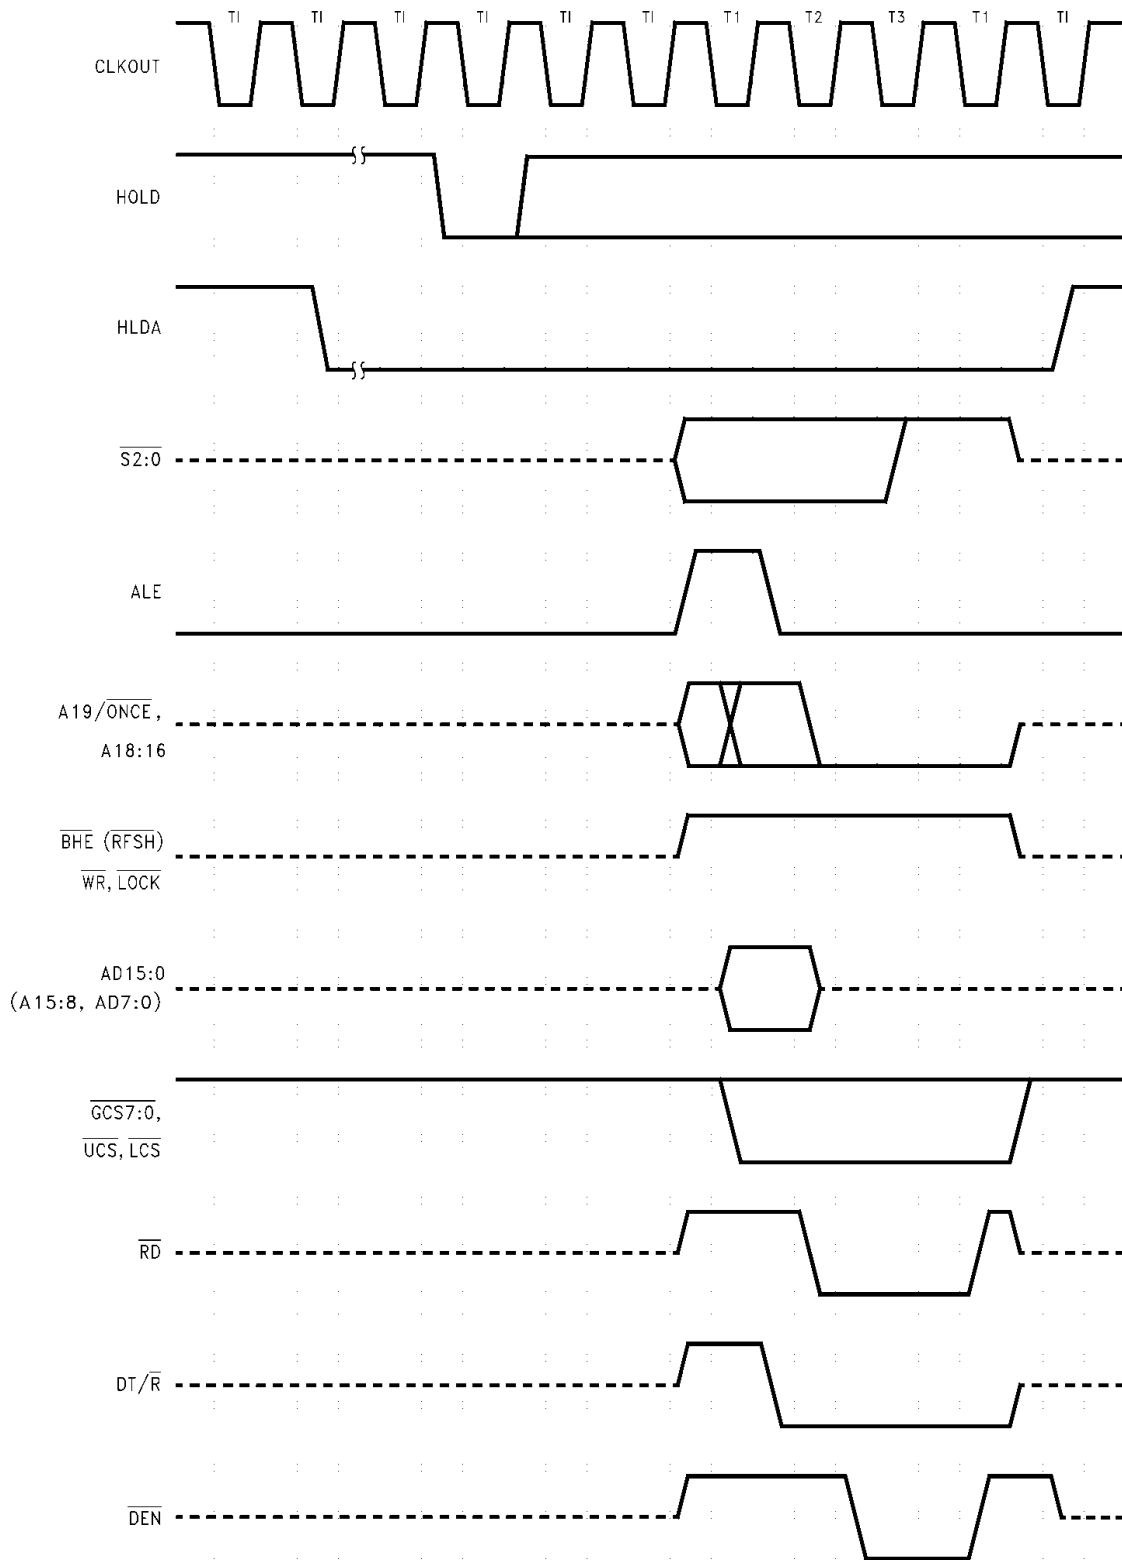 TI TI TI TI TI TI T1 T2 T3 T1 TI
CLKOUT
HOLD
HLDA
S2:0
ALE
A19/ONCE,
A18:16
BHE (RFSH)
WR, LOCK
AD15:0
(A15:8, AD7:0)
GCS7:0,
UCS, LCS
RD
DT/R
DEN